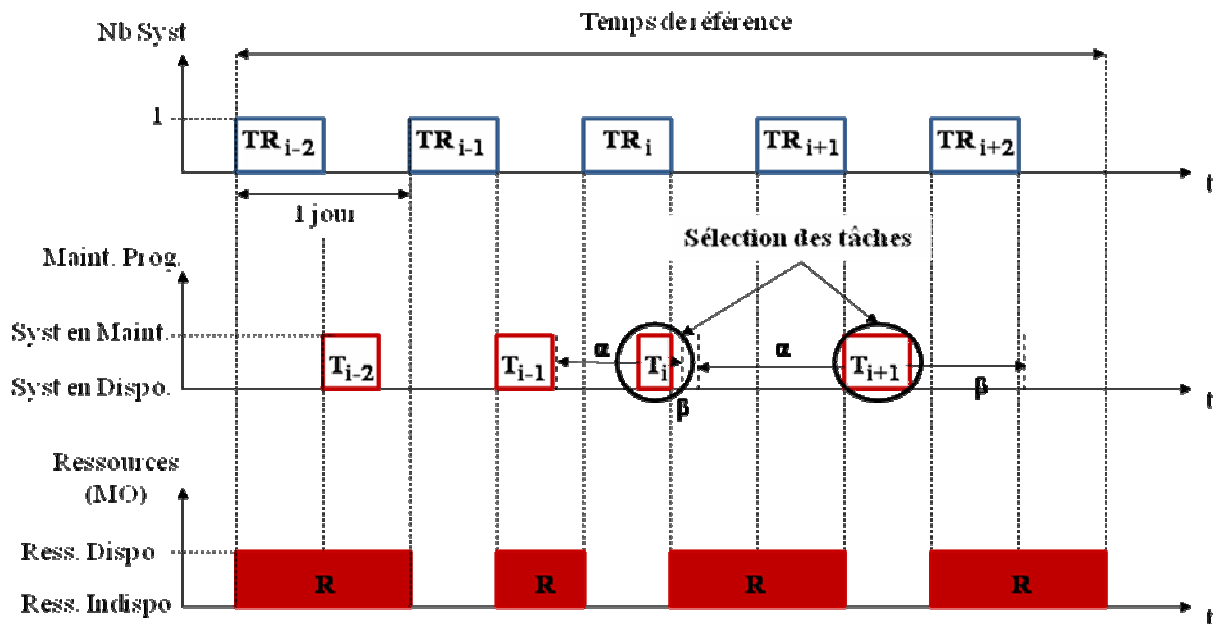 Temps de référence
Nb Syst
1
TR i-2
TR i-1
TR i
TR i+1
TR i+2
t
1 jour
Sélection des tâches
Maint. Prog.
Syst en Maint.
α
α
T i-2
T i-1
T i
T i+1
β
β
Syst en Dispo.
t
Ressources
(MO)
Ress. Dispo
R
R
R
R
Ress. Indispo
t